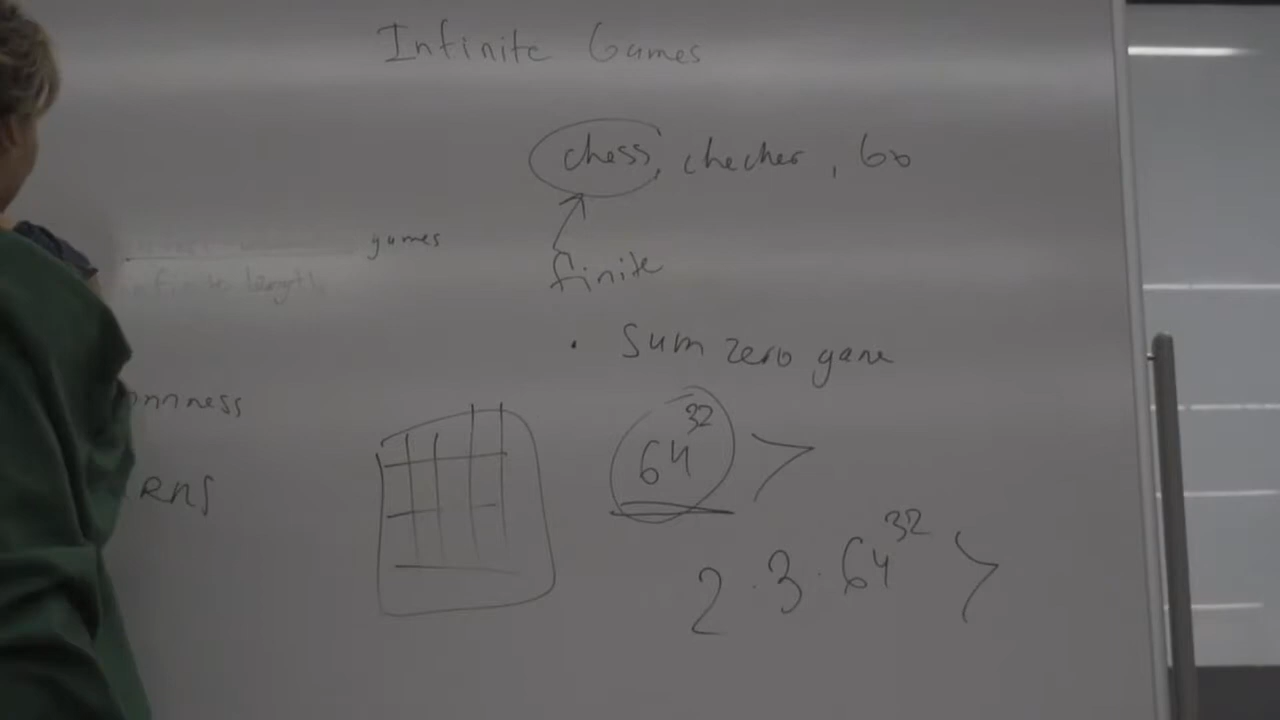 Infinite Games
chess, checker, Go
games
finite length
finite
• Sum zero game
64^32 >
2 · 3 · 64^32 >